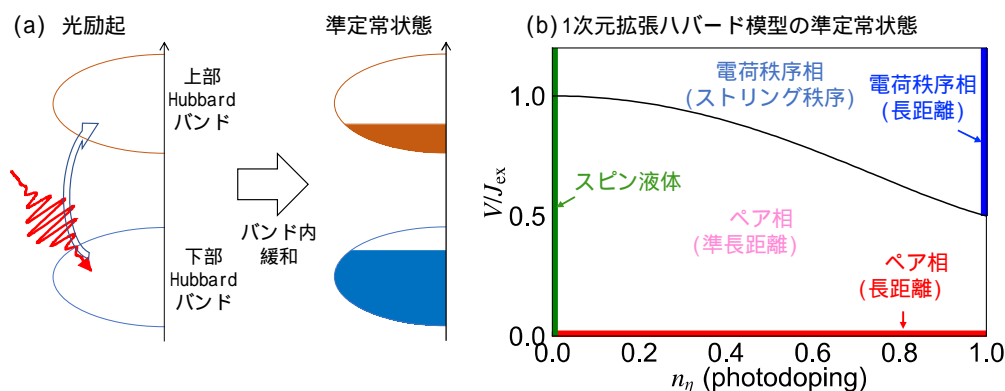 (a) 光励起
準定常状態
上部
Hubbard
バンド
バンド内
緩和
下部
Hubbard
バンド
(b) 1次元拡張ハバード模型の準定常状態
電荷秩序相
(ストリング秩序)
電荷秩序相
(長距離)
スピン液体
ペア相
(準長距離)
ペア相
(長距離)
V/J_ex
1.0
0.5
0.0
0.0 0.2 0.4 0.6 0.8 1.0
n_η (photodoping)